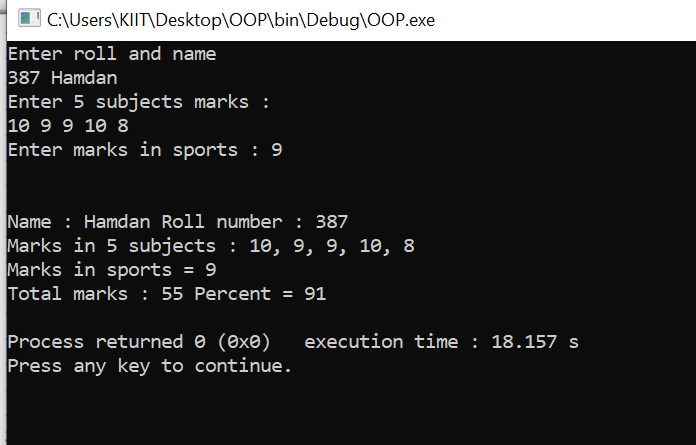 C:\Users\KIIT\Desktop\OOP\bin\Debug\OOP.exe
Enter roll and name
387 Hamdan
Enter 5 subjects marks :
10 9 9 10 8
Enter marks in sports : 9
Name : Hamdan Roll number : 387
Marks in 5 subjects : 10, 9, 9, 10, 8
Marks in sports = 9
Total marks : 55 Percent = 91
Process returned 0 (0x0)   execution time : 18.157 s
Press any key to continue.